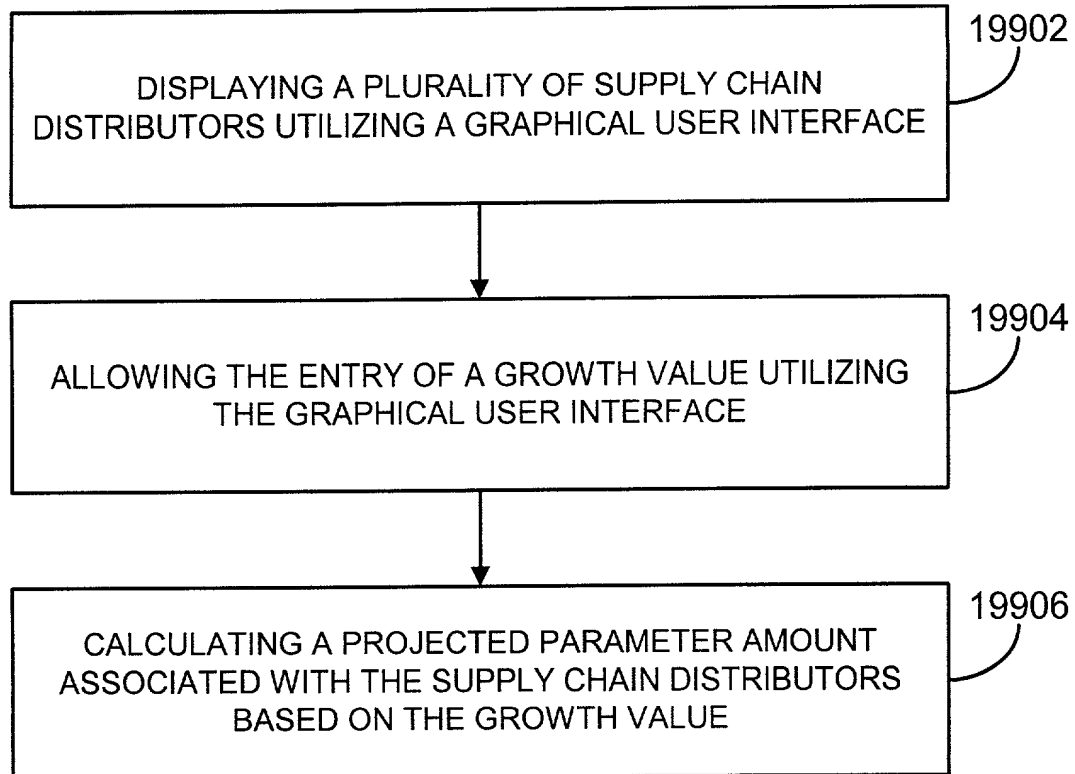 19902
DISPLAYING A PLURALITY OF SUPPLY CHAIN
DISTRIBUTORS UTILIZING A GRAPHICAL USER INTERFACE
19904
ALLOWING THE ENTRY OF A GROWTH VALUE UTILIZING
THE GRAPHICAL USER INTERFACE
19906
CALCULATING A PROJECTED PARAMETER AMOUNT
ASSOCIATED WITH THE SUPPLY CHAIN DISTRIBUTORS
BASED ON THE GROWTH VALUE